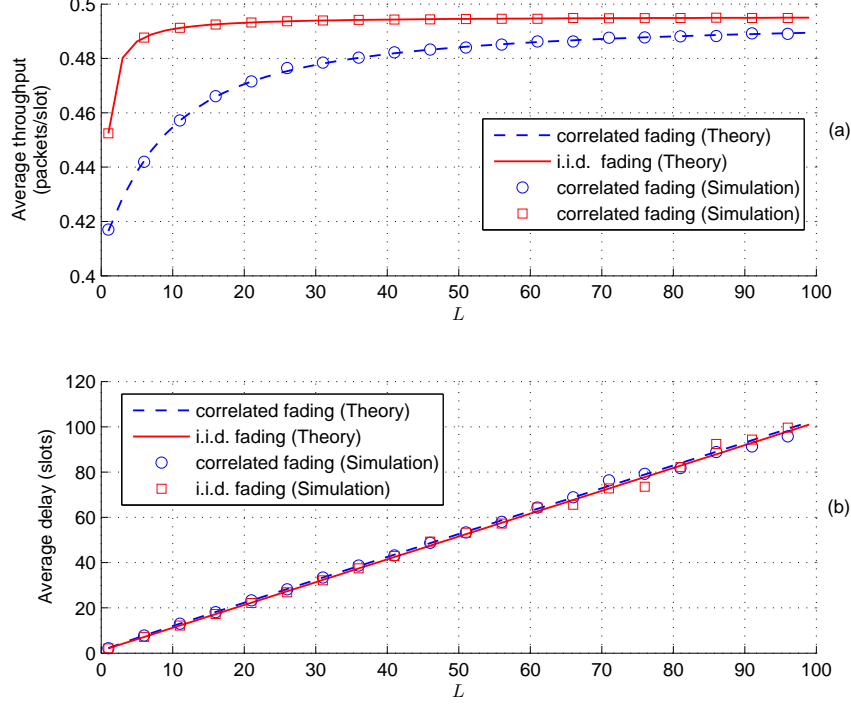 0.5
0.48
0.46
0.44
0.42
0.4
Average throughput
(packets/slot)
correlated fading (Theory)
i.i.d. fading (Theory)
correlated fading (Simulation)
correlated fading (Simulation)
(a)
0 10 20 30 40 50 60 70 80 90 100
L
120
100
80
60
40
20
0
Average delay (slots)
correlated fading (Theory)
i.i.d. fading (Theory)
correlated fading (Simulation)
i.i.d. fading (Simulation)
(b)
0 10 20 30 40 50 60 70 80 90 100
L